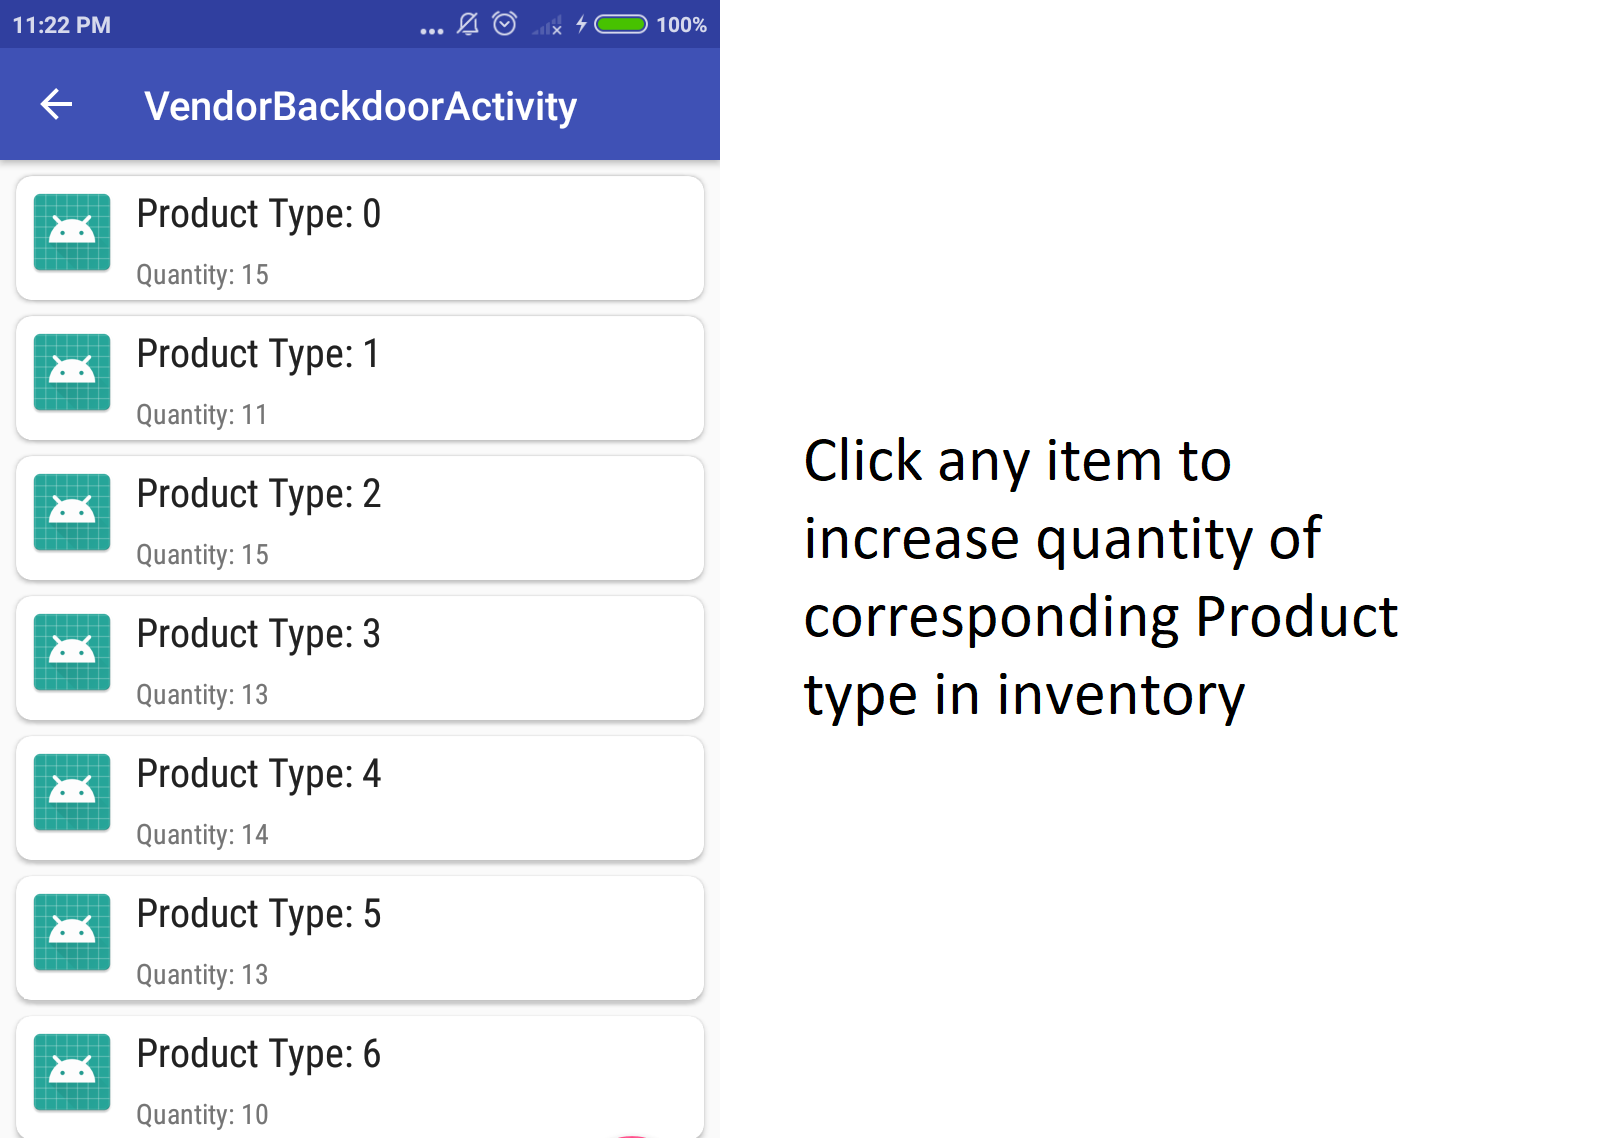 11:22 PM
100%
VendorBackdoorActivity
Product Type: 0
Quantity: 15
Product Type: 1
Quantity: 11
Product Type: 2
Quantity: 15
Product Type: 3
Quantity: 13
Product Type: 4
Quantity: 14
Product Type: 5
Quantity: 13
Product Type: 6
Quantity: 10
Click any item to
increase quantity of
corresponding Product
type in inventory